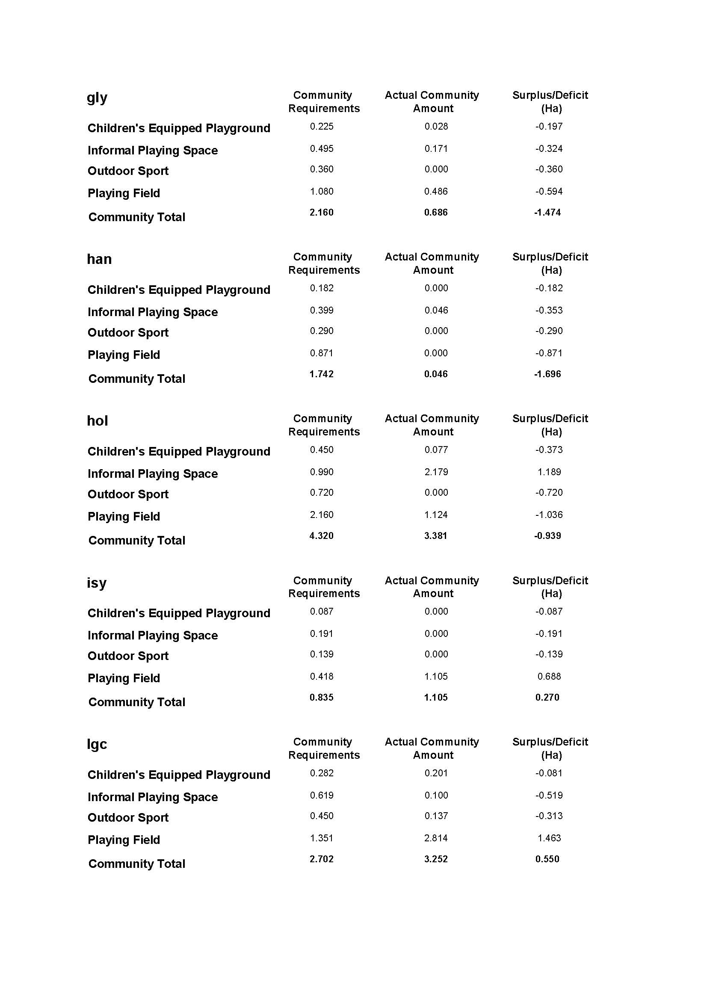 gly Community Actual Community Surplus/Deficit
Requirements Amount (Ha)
Children's Equipped Playground 0.225 0.028 -0.197
Informal Playing Space 0.495 0.171 -0.324
Outdoor Sport 0.360 0.000 -0.360
Playing Field 1.080 0.486 -0.594
Community Total 2.160 0.686 -1.474
han Community Actual Community Surplus/Deficit
Requirements Amount (Ha)
Children's Equipped Playground 0.182 0.000 -0.182
Informal Playing Space 0.399 0.046 -0.353
Outdoor Sport 0.290 0.000 -0.290
Playing Field 0.871 0.000 -0.871
Community Total 1.742 0.046 -1.696
hol Community Actual Community Surplus/Deficit
Requirements Amount (Ha)
Children's Equipped Playground 0.450 0.077 -0.373
Informal Playing Space 0.990 2.179 1.189
Outdoor Sport 0.720 0.000 -0.720
Playing Field 2.160 1.124 -1.036
Community Total 4.320 3.381 -0.939
isy Community Actual Community Surplus/Deficit
Requirements Amount (Ha)
Children's Equipped Playground 0.087 0.000 -0.087
Informal Playing Space 0.191 0.000 -0.191
Outdoor Sport 0.139 0.000 -0.139
Playing Field 0.418 1.105 0.688
Community Total 0.835 1.105 0.270
lgc Community Actual Community Surplus/Deficit
Requirements Amount (Ha)
Children's Equipped Playground 0.282 0.201 -0.081
Informal Playing Space 0.619 0.100 -0.519
Outdoor Sport 0.450 0.137 -0.313
Playing Field 1.351 2.814 1.463
Community Total 2.702 3.252 0.550